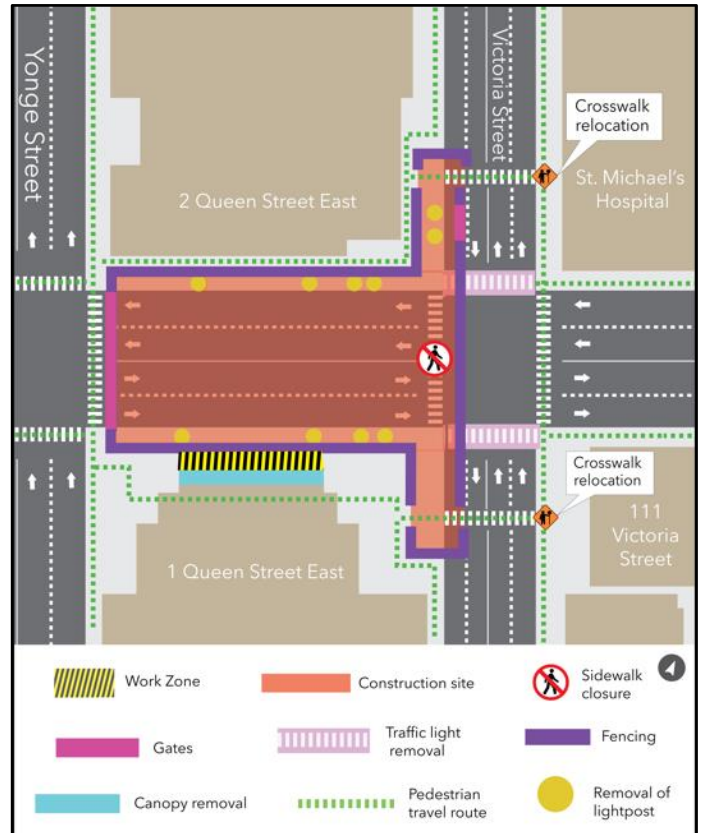 Yonge Street
Victoria Street
Crosswalk
relocation
2 Queen Street East
St. Michael's
Hospital
Crosswalk
relocation
1 Queen Street East
111
Victoria
Street
Work Zone
Construction site
Sidewalk
closure
Gates
Traffic light
removal
Fencing
Canopy removal
Pedestrian
travel route
Removal of
lightpost